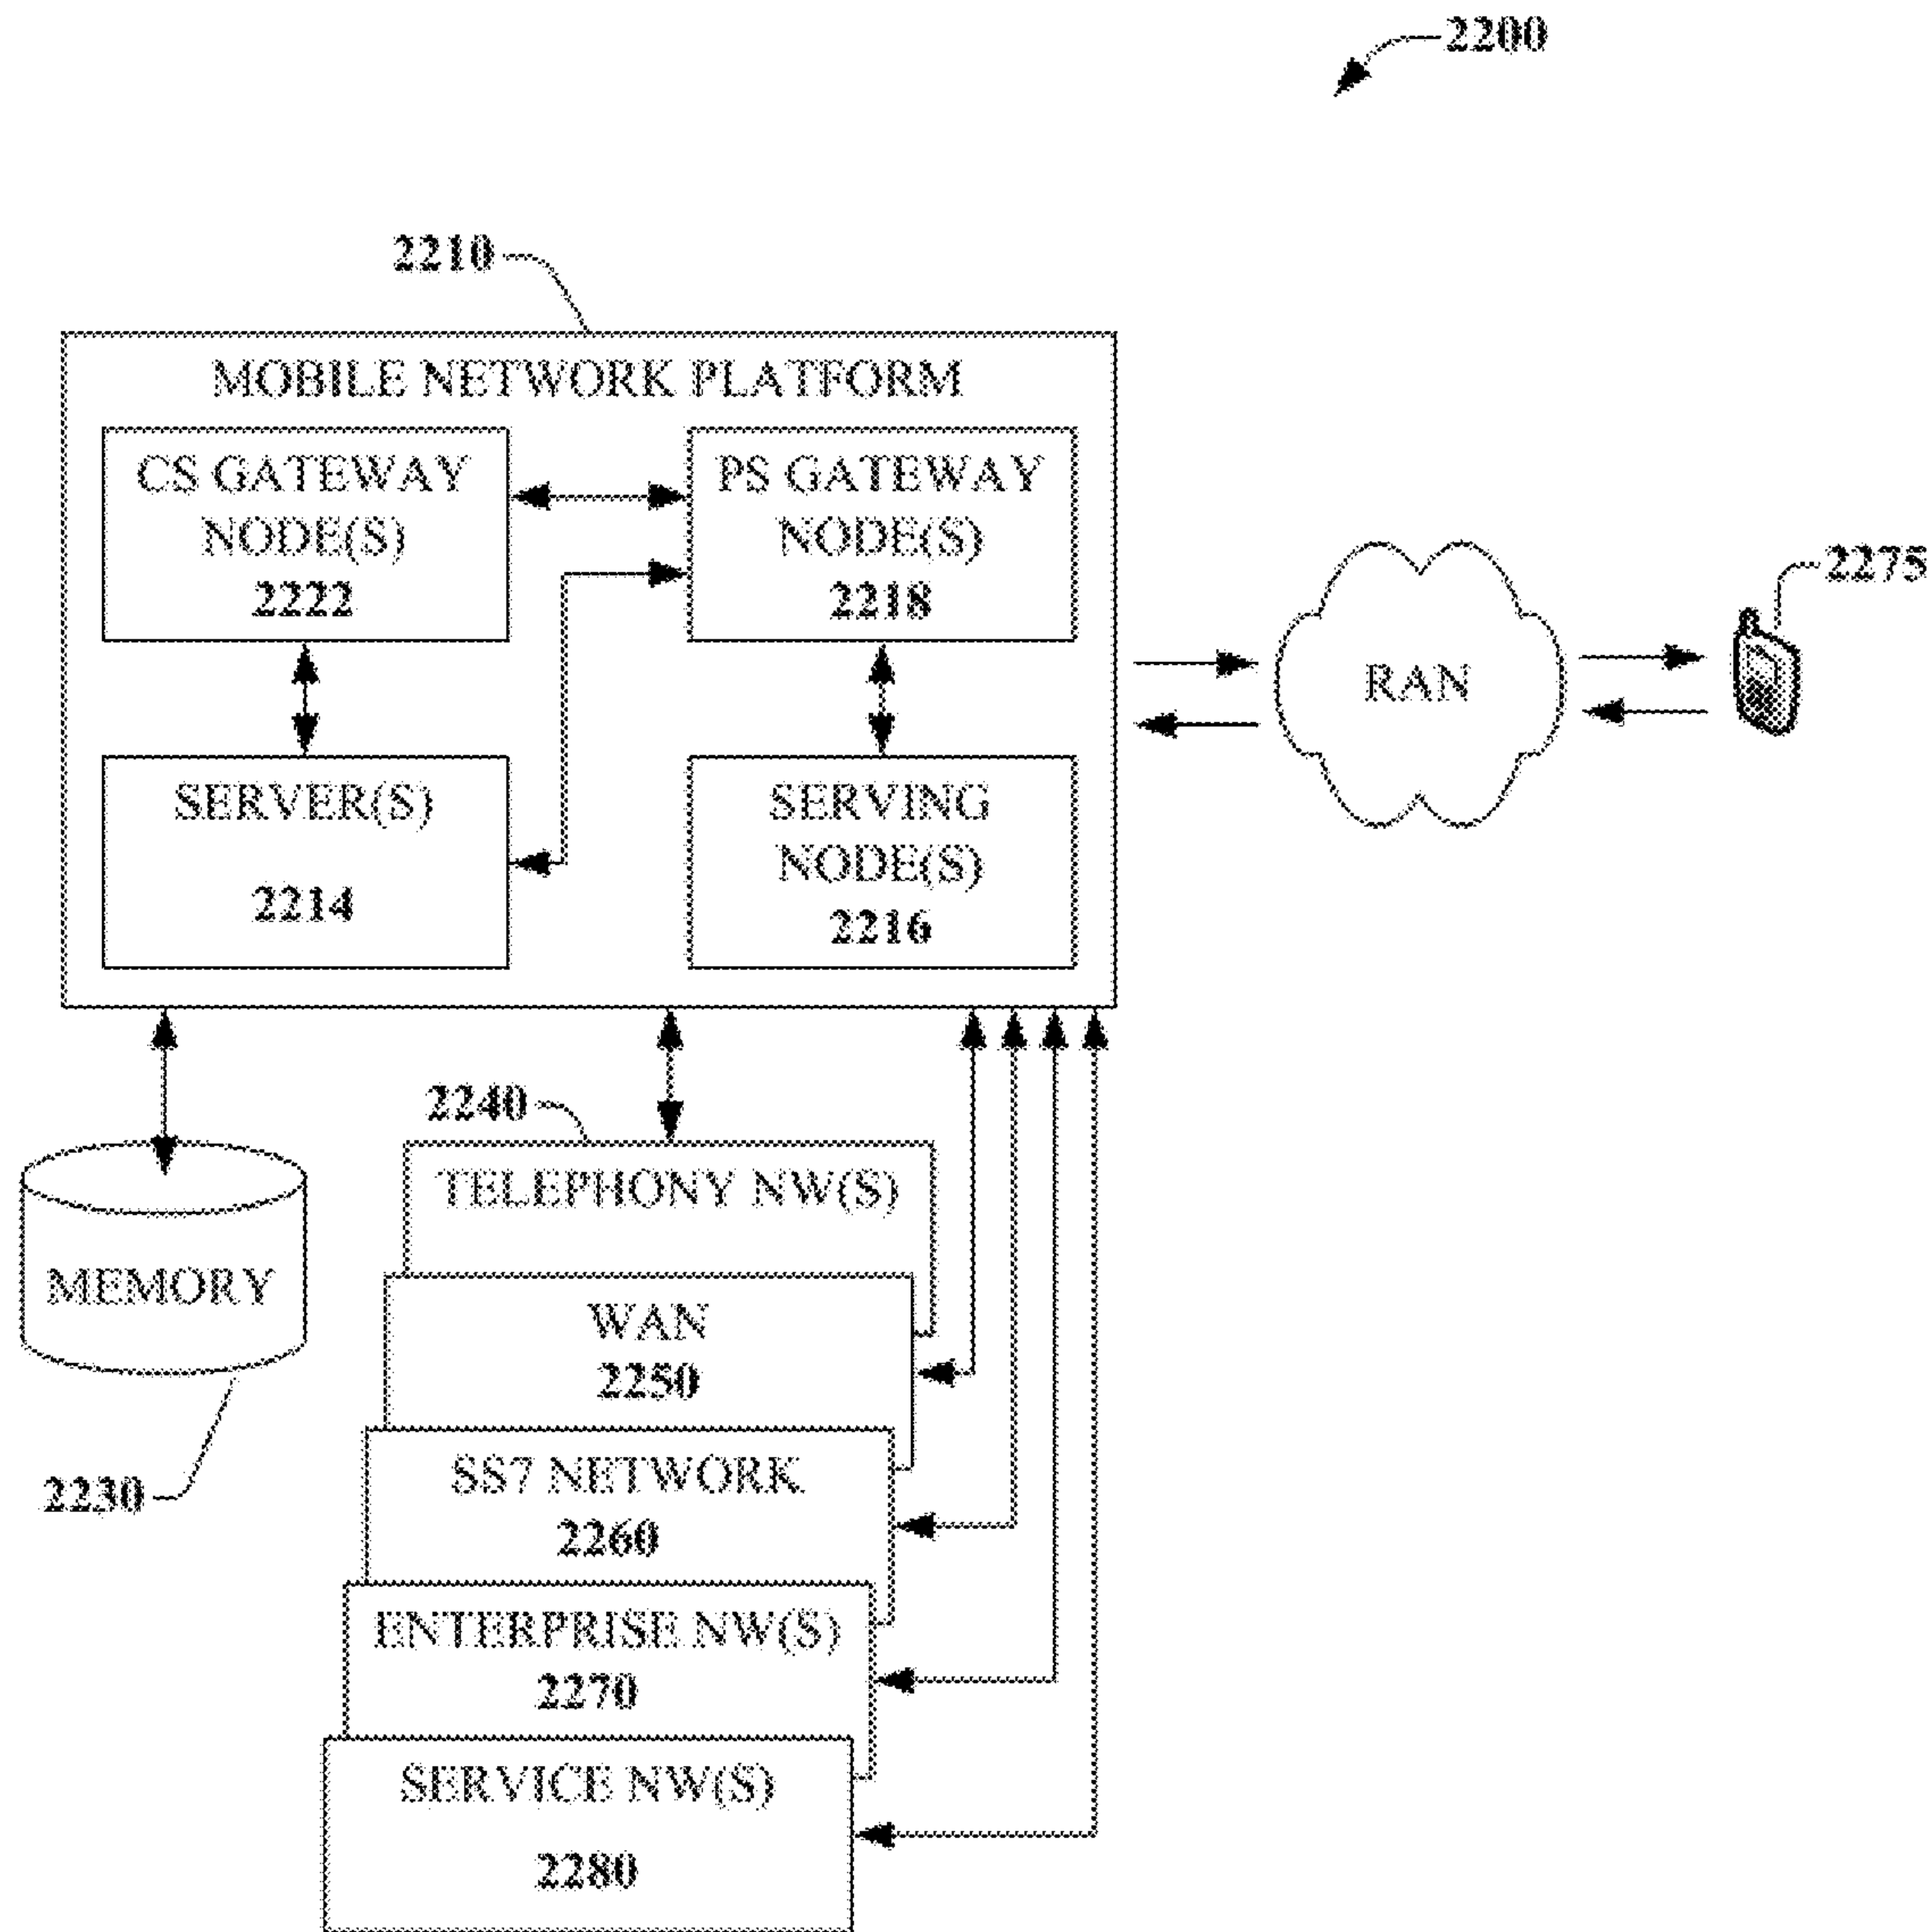 2200
2210
MOBILE NETWORK PLATFORM
CS GATEWAY
NODE(S)
2222
PS GATEWAY
NODE(S)
2218
SERVER(S)
2214
SERVING
NODE(S)
2216
RAN
2275
2240
TELEPHONY NW(S)
MEMORY
2230
WAN
2250
SS7 NETWORK
2260
ENTERPRISE NW(S)
2270
SERVICE NW(S)
2280